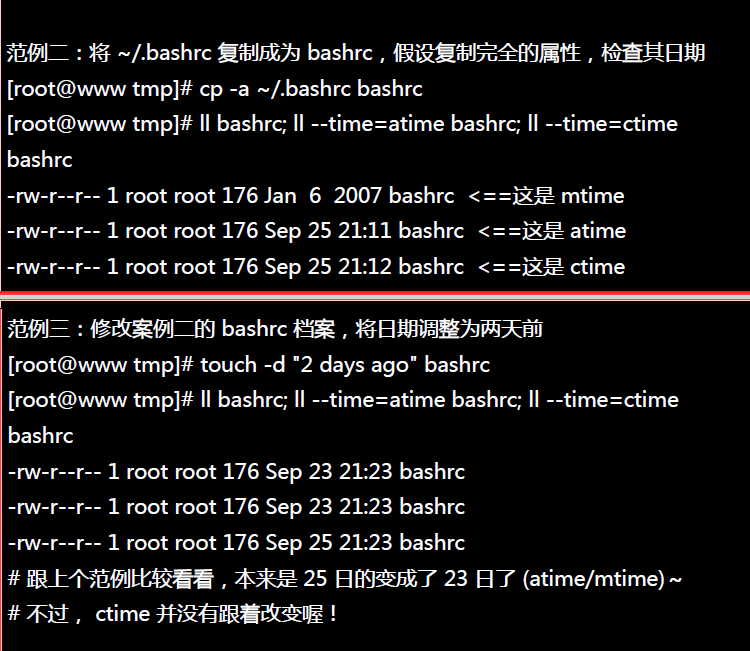 范例二：将 ~/.bashrc 复制成为 bashrc，假设复制完全的属性，检查其日期
[root@www tmp]# cp -a ~/.bashrc bashrc
[root@www tmp]# ll bashrc; ll --time=atime bashrc; ll --time=ctime
bashrc
-rw-r--r-- 1 root root 176 Jan  6  2007 bashrc  <==这是 mtime
-rw-r--r-- 1 root root 176 Sep 25 21:11 bashrc  <==这是 atime
-rw-r--r-- 1 root root 176 Sep 25 21:12 bashrc  <==这是 ctime
范例三：修改案例二的 bashrc 档案，将日期调整为两天前
[root@www tmp]# touch -d "2 days ago" bashrc
[root@www tmp]# ll bashrc; ll --time=atime bashrc; ll --time=ctime
bashrc
-rw-r--r-- 1 root root 176 Sep 23 21:23 bashrc
-rw-r--r-- 1 root root 176 Sep 23 21:23 bashrc
-rw-r--r-- 1 root root 176 Sep 25 21:23 bashrc
# 跟上个范例比较看看，本来是 25 日的变成了 23 日了 (atime/mtime)～
# 不过， ctime 并没有跟着改变喔！